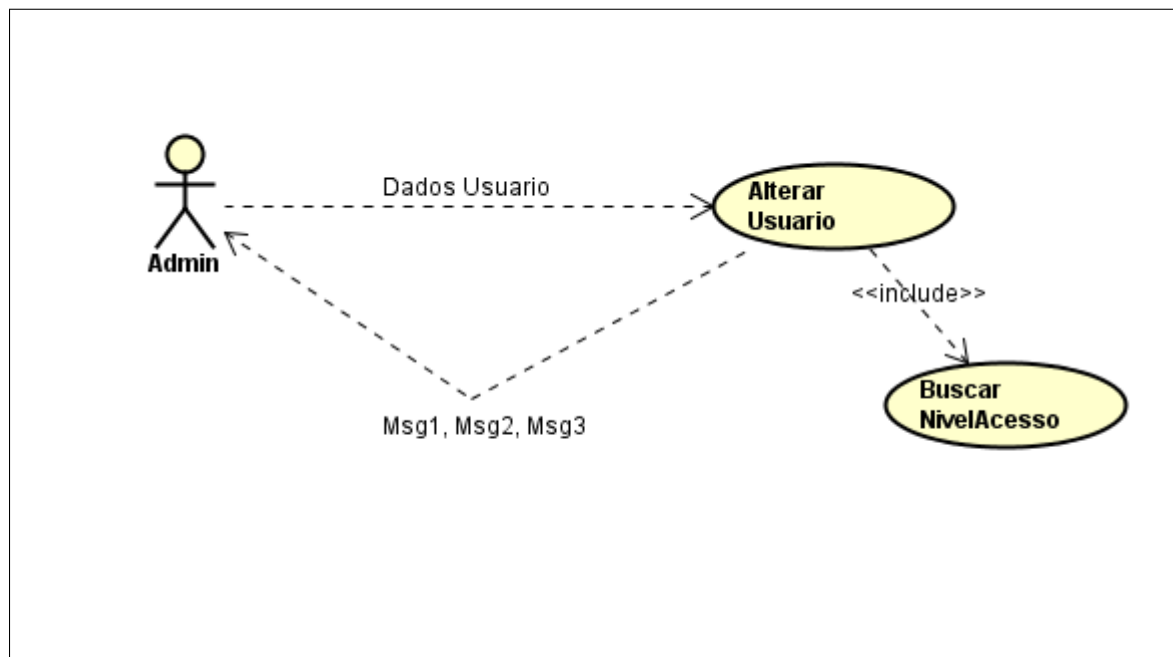 Dados Usuario
Alterar
Usuario
Admin
<<include>>
Buscar
NivelAcesso
Msg1, Msg2, Msg3